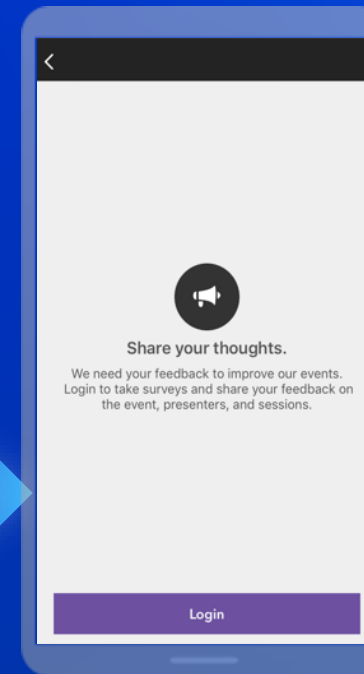 Share your thoughts.
We need your feedback to improve our events.
Login to take surveys and share your feedback on
the event, presenters, and sessions.
Login